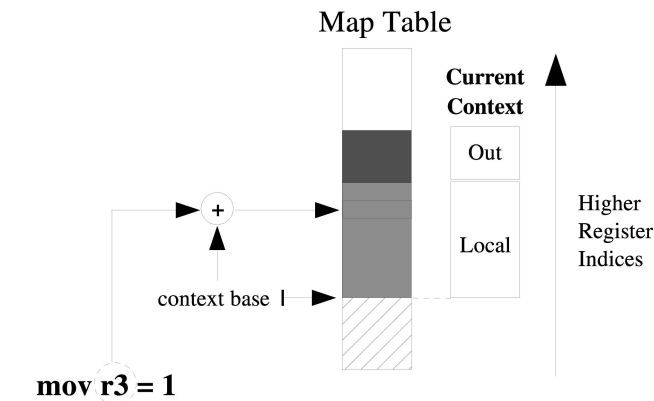 Map Table
Current
Context
Out
+
Higher
Register
Indices
Local
context base
mov r3 = 1